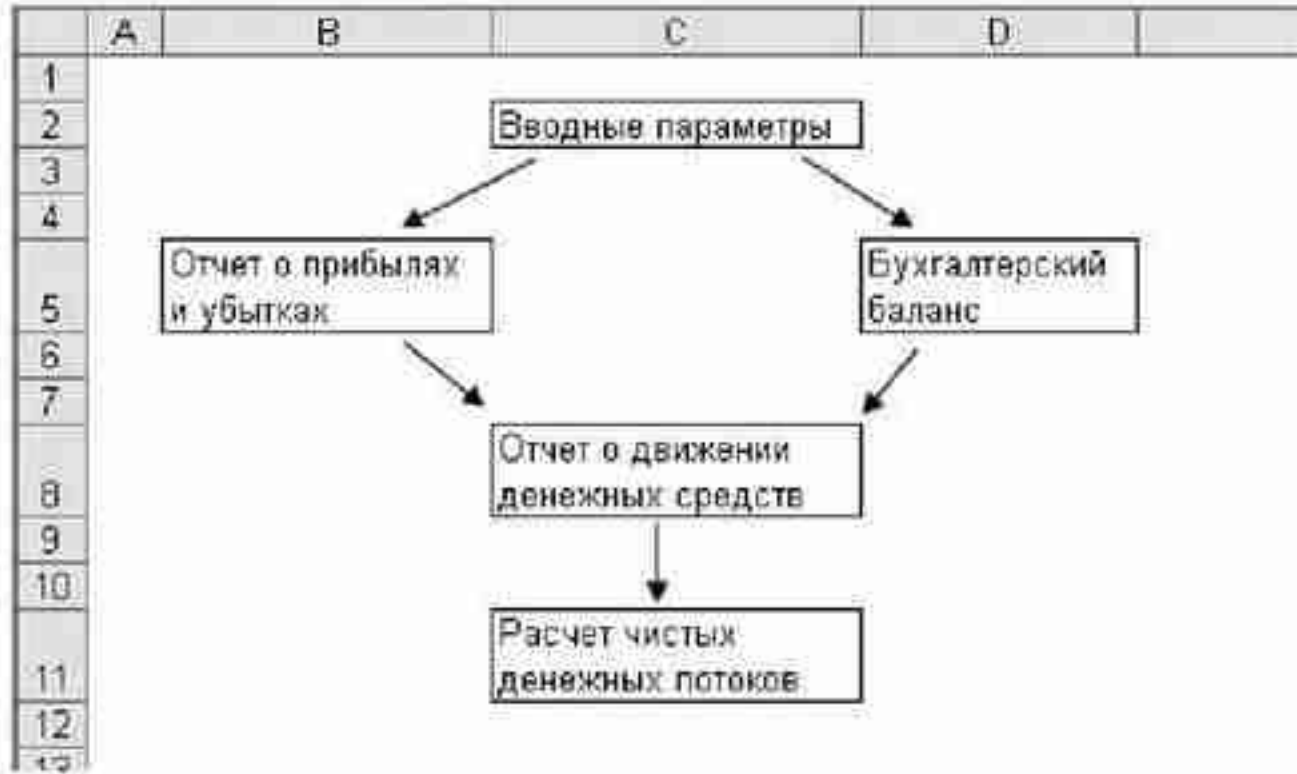 A B C D
1
2 Вводные параметры
3
4
5 Отчет о прибылях
и убытках
Бухгалтерский
баланс
6
7
8 Отчет о движении
денежных средств
9
10
11 Расчет чистых
денежных потоков
12
13